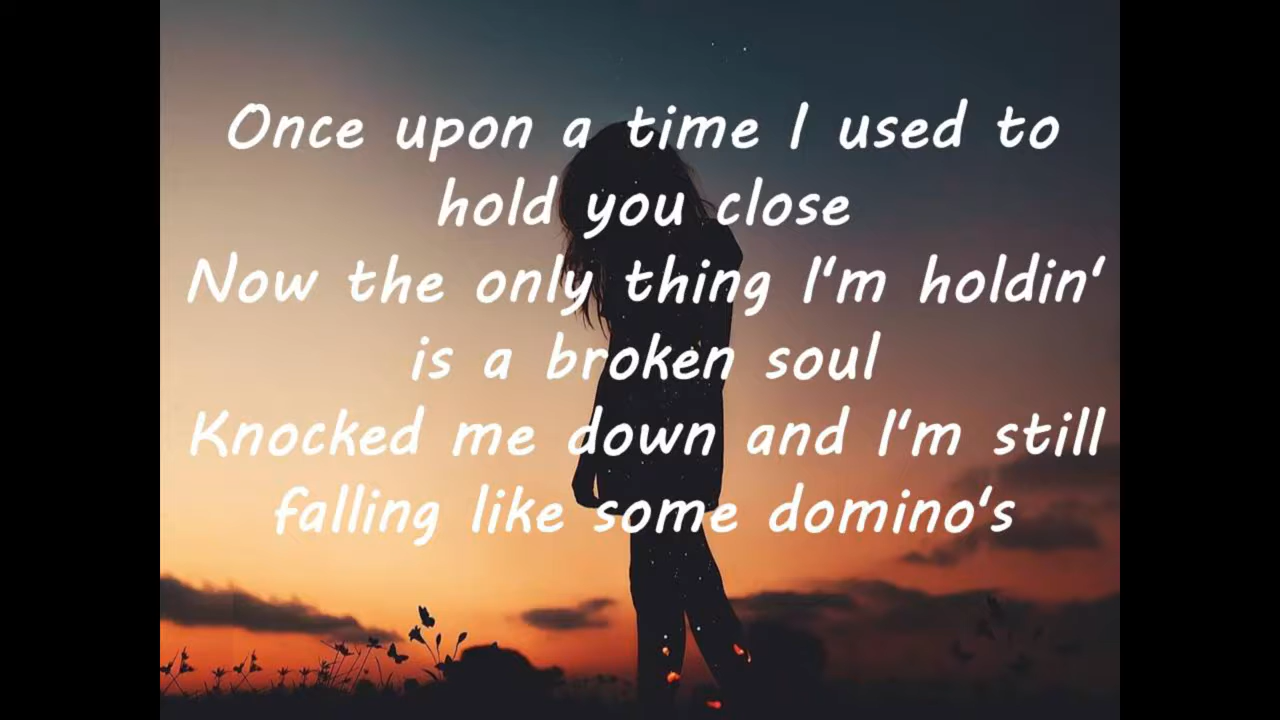 Once upon a time I used to
hold you close
Now the only thing I'm holdin'
is a broken soul
Knocked me down and I'm still
falling like some domino's